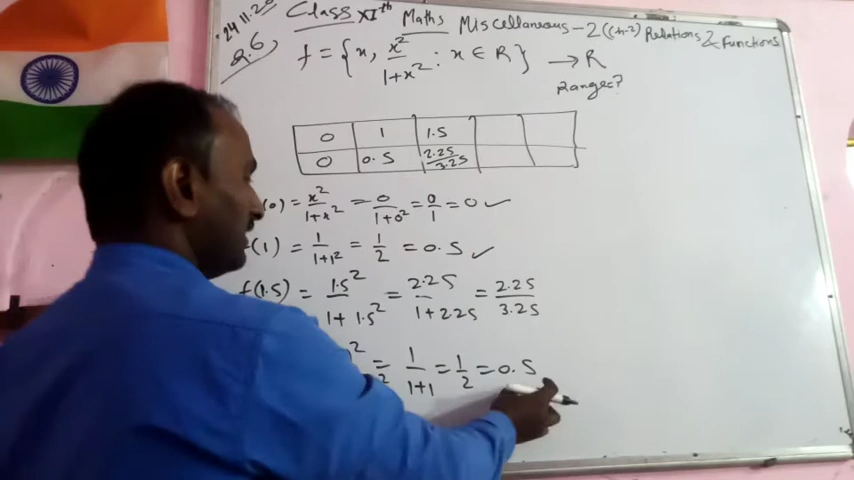 24.11.20
Class XIth Maths Miscellaneous-2 (Ch-2) Relations & Functions
Q.6
f = {x, x²/1+x² : x ∈ R} → R
Range?
0 1 1.5
0 0.5 2.25/3.25
(0) = x²/1+x² = 0/1+0² = 0/1 = 0 ✓
(1) = 1/1+1² = 1/2 = 0.5 ✓
f(1.5) = 1.5²/1+1.5² = 2.25/1+2.25 = 2.25/3.25
² = 1/1+1 = 1/2 = 0.5